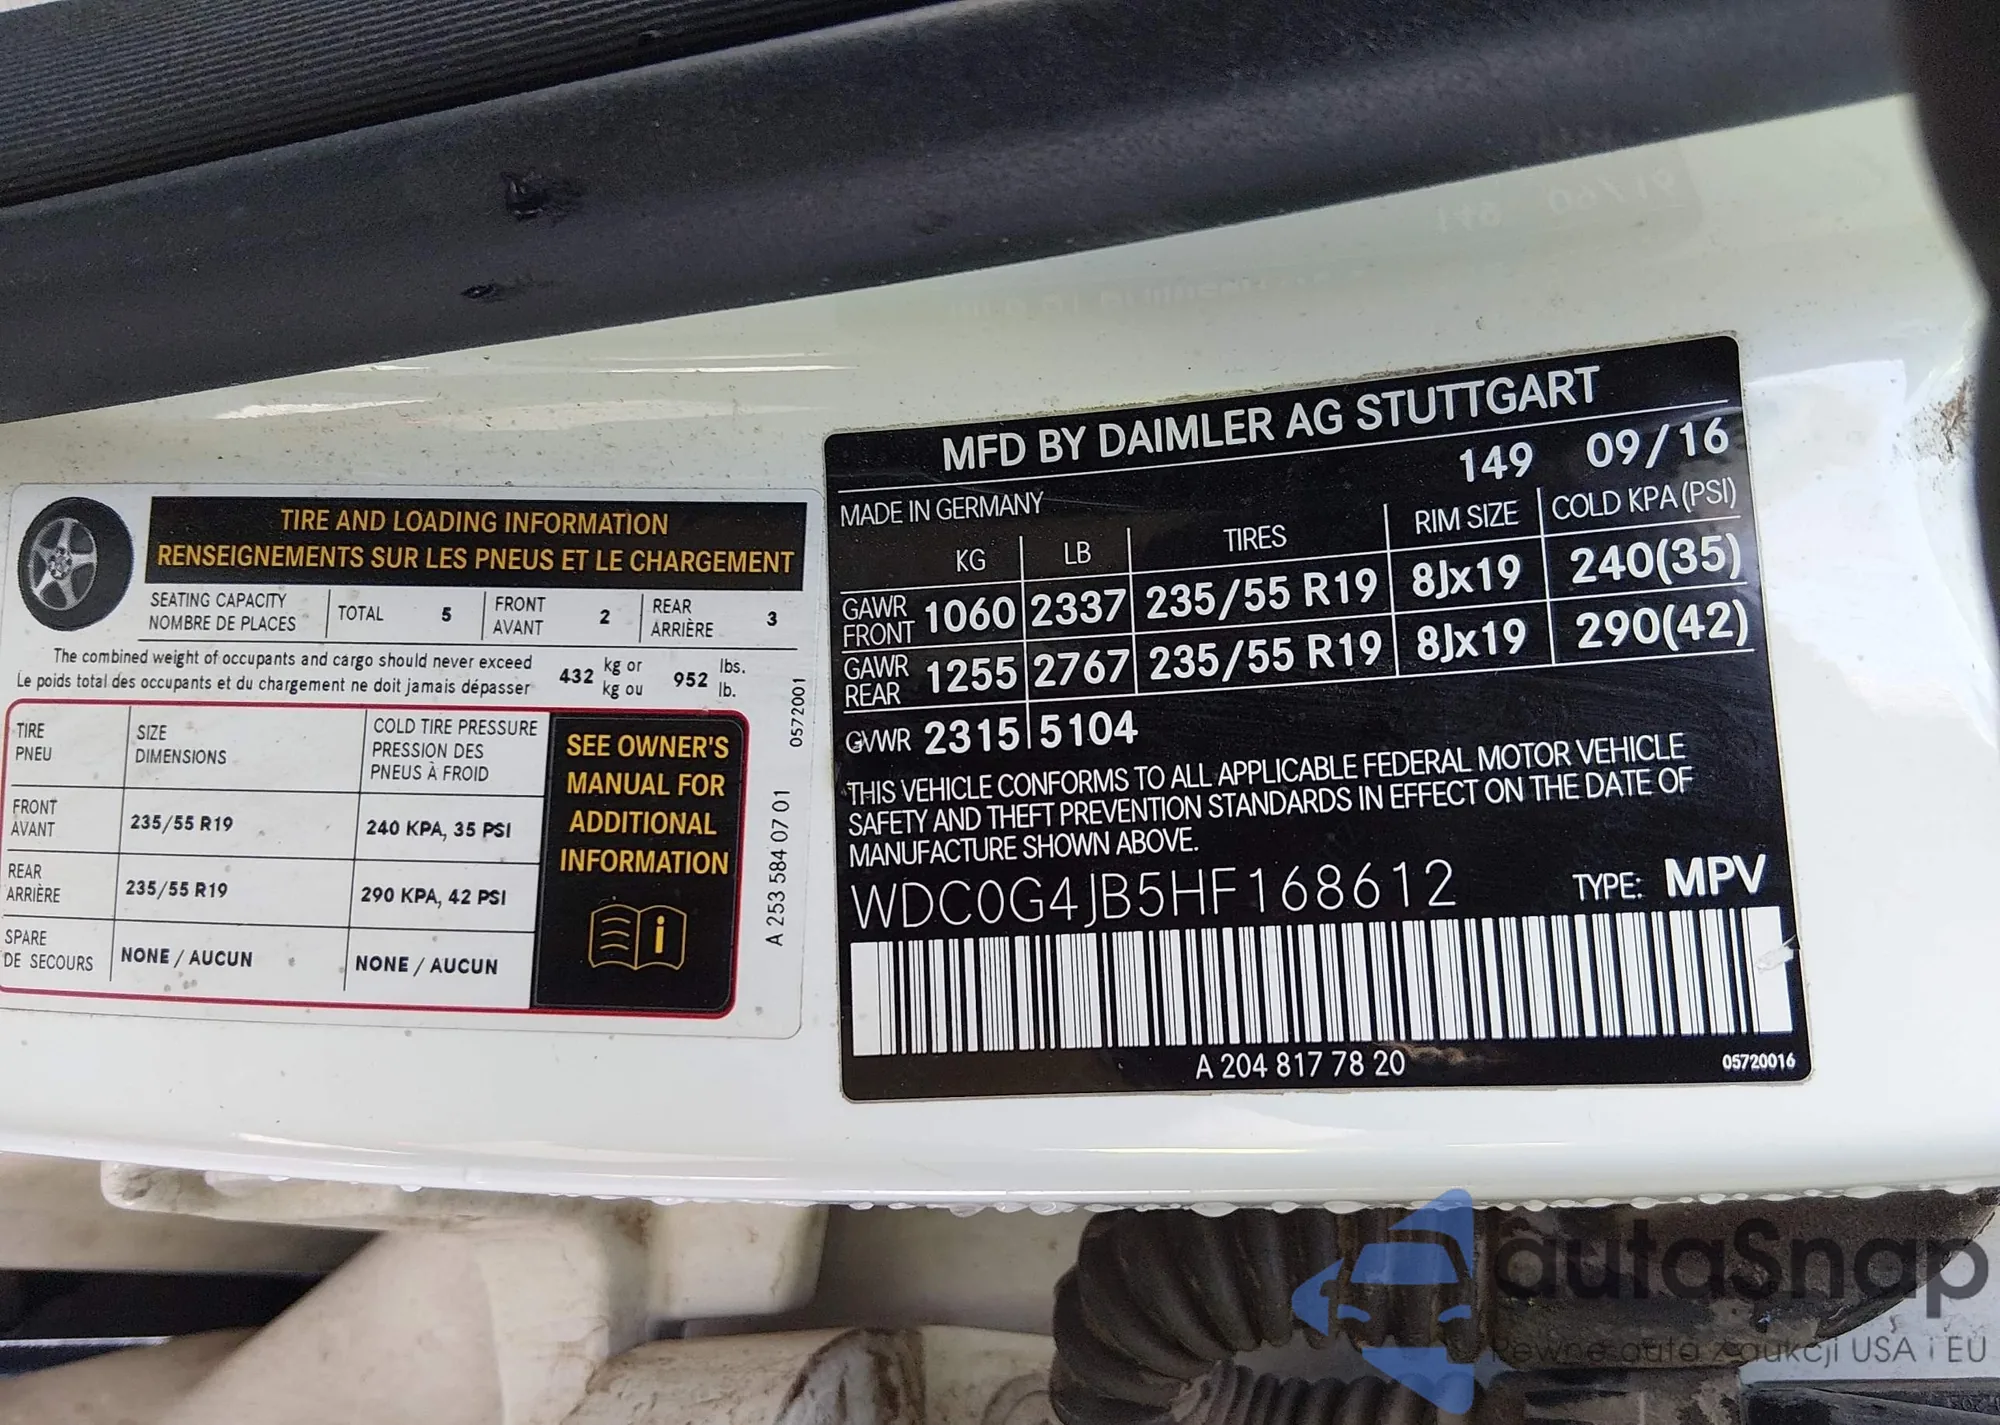 TIRE AND LOADING INFORMATION
RENSEIGNEMENTS SUR LES PNEUS ET LE CHARGEMENT
SEATING CAPACITY
NOMBRE DE PLACES
TOTAL 5
FRONT
AVANT
2
REAR
ARRIÈRE
3
The combined weight of occupants and cargo should never exceed
Le poids total des occupants et du chargement ne doit jamais dépasser
432
kg or
kg ou
952
lbs.
lb.
TIRE
PNEU
SIZE
DIMENSIONS
COLD TIRE PRESSURE
PRESSION DES
PNEUS À FROID
FRONT
AVANT
235/55 R19
240 KPA, 35 PSI
REAR
ARRIÈRE
235/55 R19
290 KPA, 42 PSI
SPARE
DE SECOURS
NONE / AUCUN
NONE / AUCUN
SEE OWNER'S
MANUAL FOR
ADDITIONAL
INFORMATION
i
0572001
A 253 584 07 01
MFD BY DAIMLER AG STUTTGART
149 09/16
MADE IN GERMANY
KG LB TIRES RIM SIZE COLD KPA(PSI)
GAWR
FRONT
1060 2337 235/55 R19 8Jx19 240(35)
GAWR
REAR
1255 2767 235/55 R19 8Jx19 290(42)
GVWR 2315 5104
THIS VEHICLE CONFORMS TO ALL APPLICABLE FEDERAL MOTOR VEHICLE
SAFETY AND THEFT PREVENTION STANDARDS IN EFFECT ON THE DATE OF
MANUFACTURE SHOWN ABOVE.
WDC0G4JB5HF168612 TYPE: MPV
A 204 817 78 20
05720016
autaSnap
Pewne auta z aukcji USA i EU